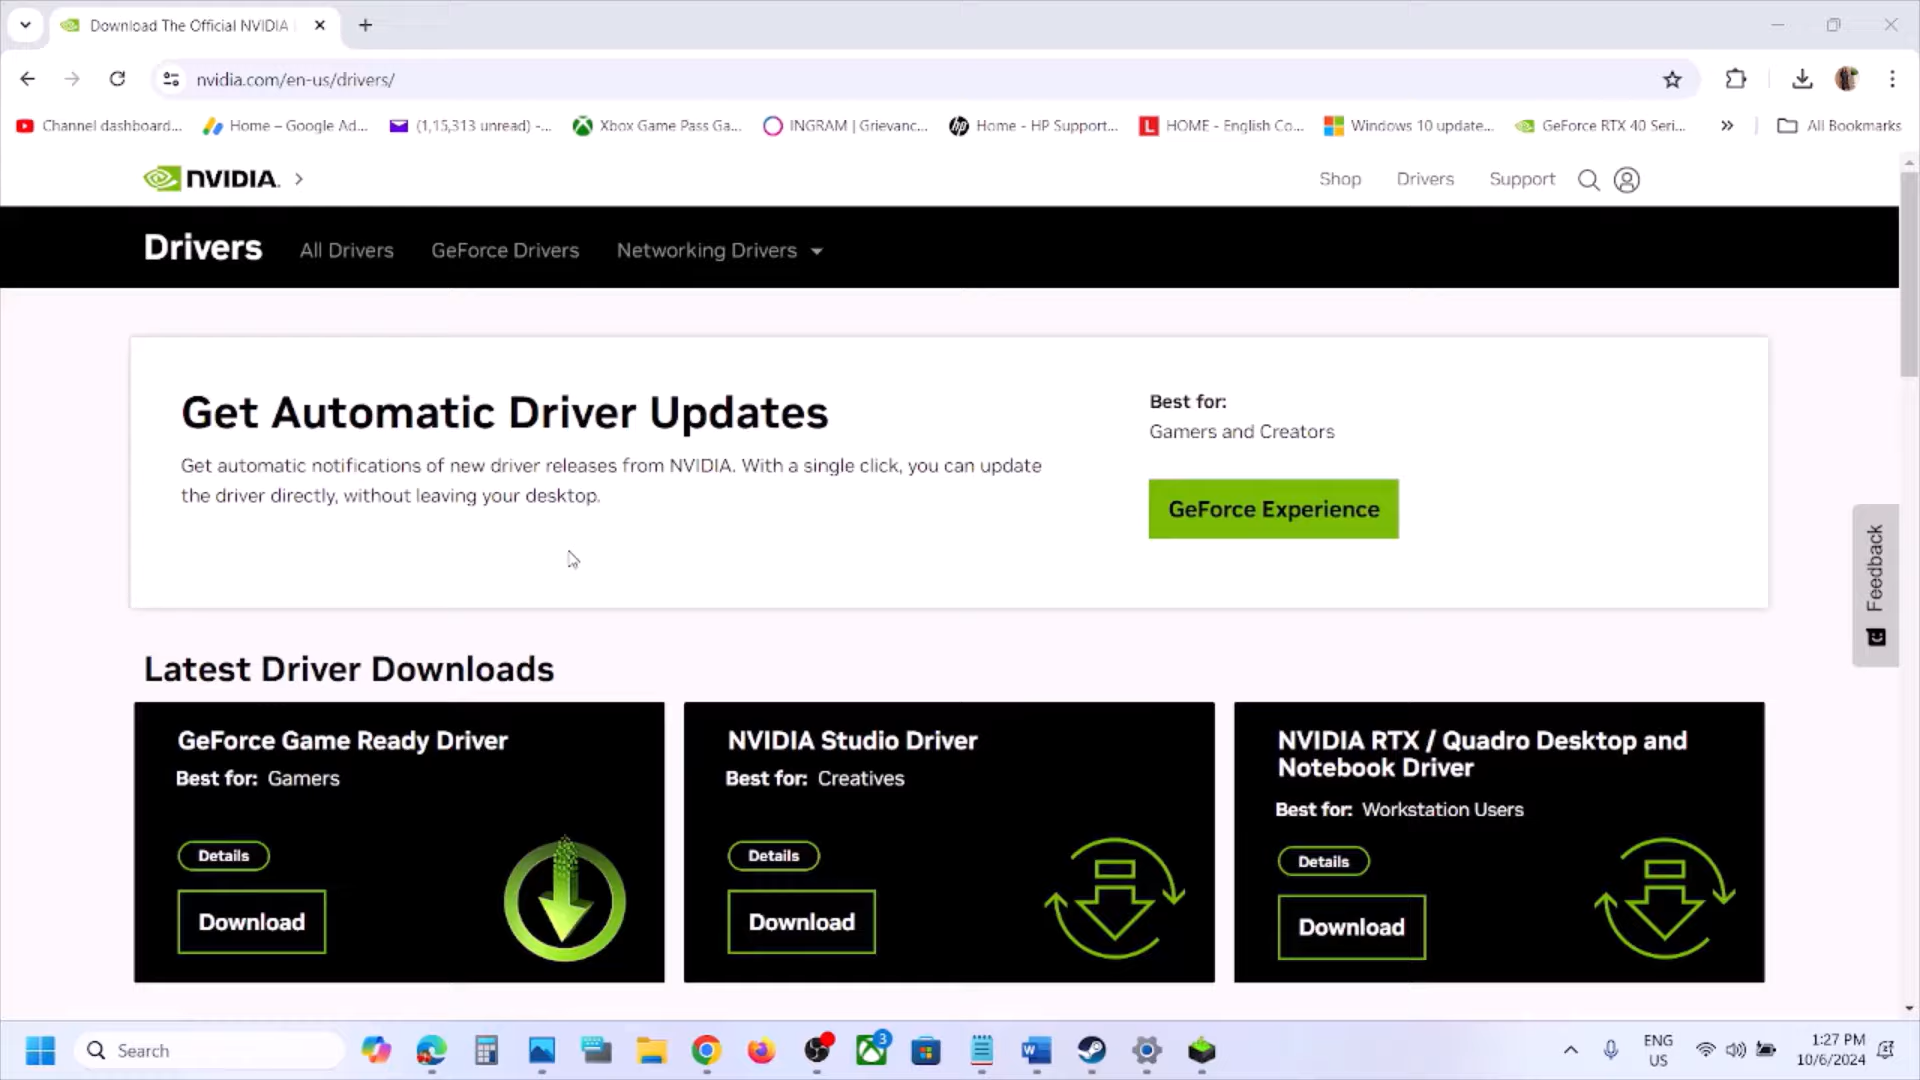 Download The Official NVIDIA
nvidia.com/en-us/drivers/
Channel dashboard...
Home – Google Ad...
(1,15,313 unread) -...
Xbox Game Pass Ga...
INGRAM | Grievanc...
Home - HP Support...
HOME - English Co...
Windows 10 update...
GeForce RTX 40 Seri...
All Bookmarks
NVIDIA.
Shop
Drivers
Support
Drivers
All Drivers
GeForce Drivers
Networking Drivers
Get Automatic Driver Updates
Get automatic notifications of new driver releases from NVIDIA. With a single click, you can update
the driver directly, without leaving your desktop.
Best for:
Gamers and Creators
GeForce Experience
Feedback
Latest Driver Downloads
GeForce Game Ready Driver
Best for: Gamers
Details
Download
NVIDIA Studio Driver
Best for: Creatives
Details
Download
NVIDIA RTX / Quadro Desktop and
Notebook Driver
Best for: Workstation Users
Details
Download
Search
3
ENG
US
1:27 PM
10/6/2024